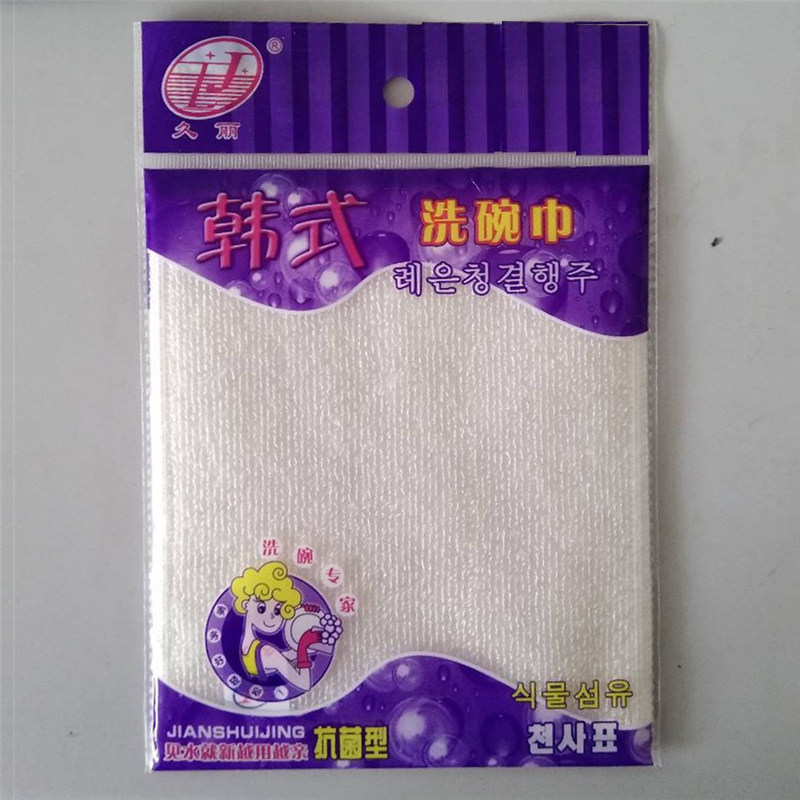 ®
久丽
韩式
洗碗巾
레은청결행주
洗碗专家
식물섬유
JIANSHUIJING
见水就新越用越亲
抗菌型
천사표